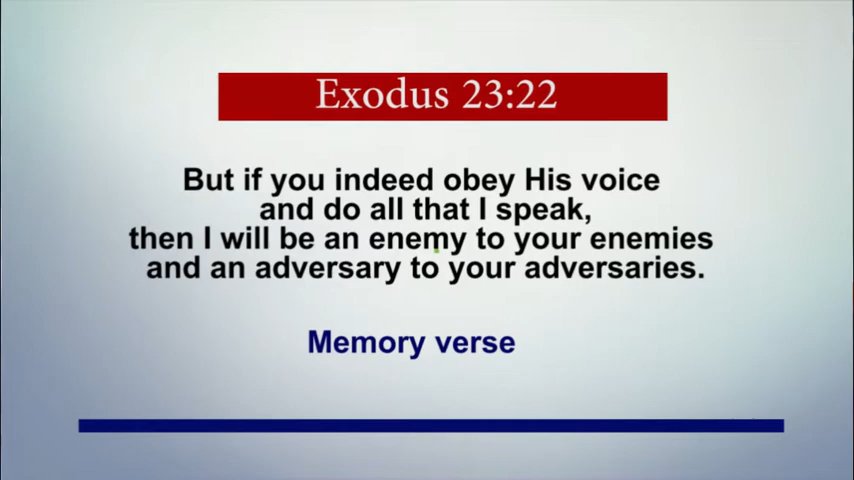 Exodus 23:22
But if you indeed obey His voice
and do all that I speak,
then I will be an enemy to your enemies
and an adversary to your adversaries.
Memory verse